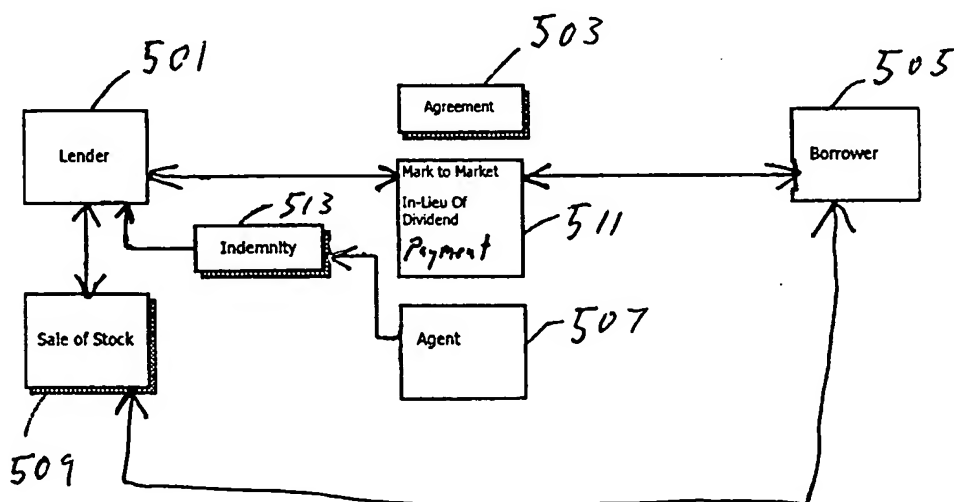 503
501
505
Agreement
Lender
Mark to Market
Borrower
In-Lieu Of
Dividend
Payment
513
Indemnity
511
Sale of Stock
Agent
507
509